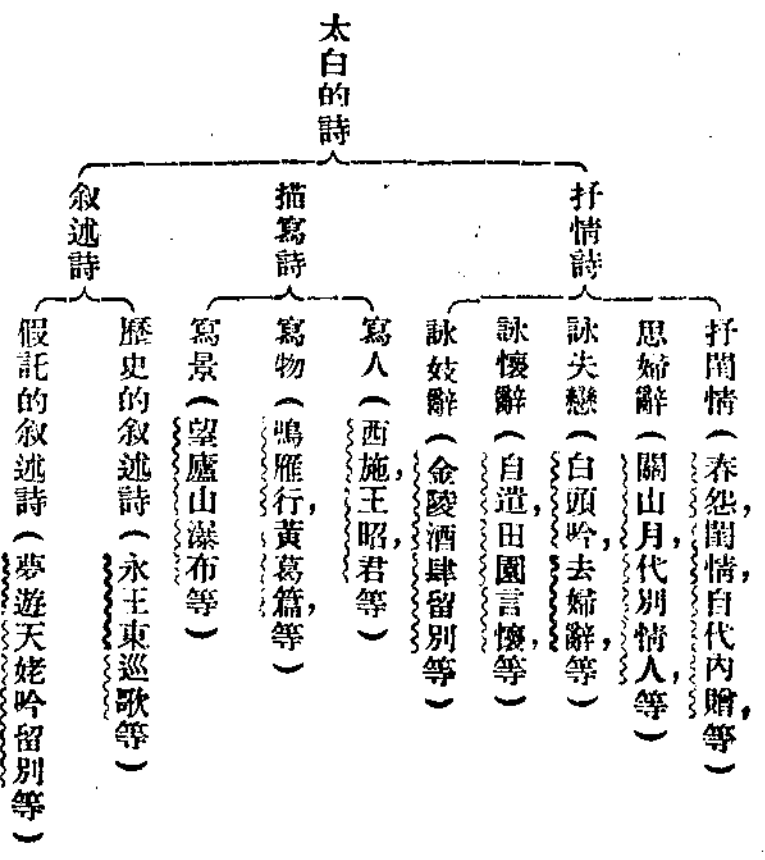 太白的詩
抒情詩
抒閨情（春怨，閨情，自代內贈，等）
思婦辭（關山月，代別情人，等）
詠失戀（白頭吟，去婦辭，等）
詠懷辭（自遣，田園言懷，等）
詠妓辭（金陵酒肆留別等）
描寫詩
寫人（西施，王昭君，等）
寫物（鳴雁行，黃葛篇，等）
寫景（望廬山瀑布等）
敘述詩
歷史的敘述詩（永王東巡歌等）
假託的敘述詩（夢遊天姥吟留別等）